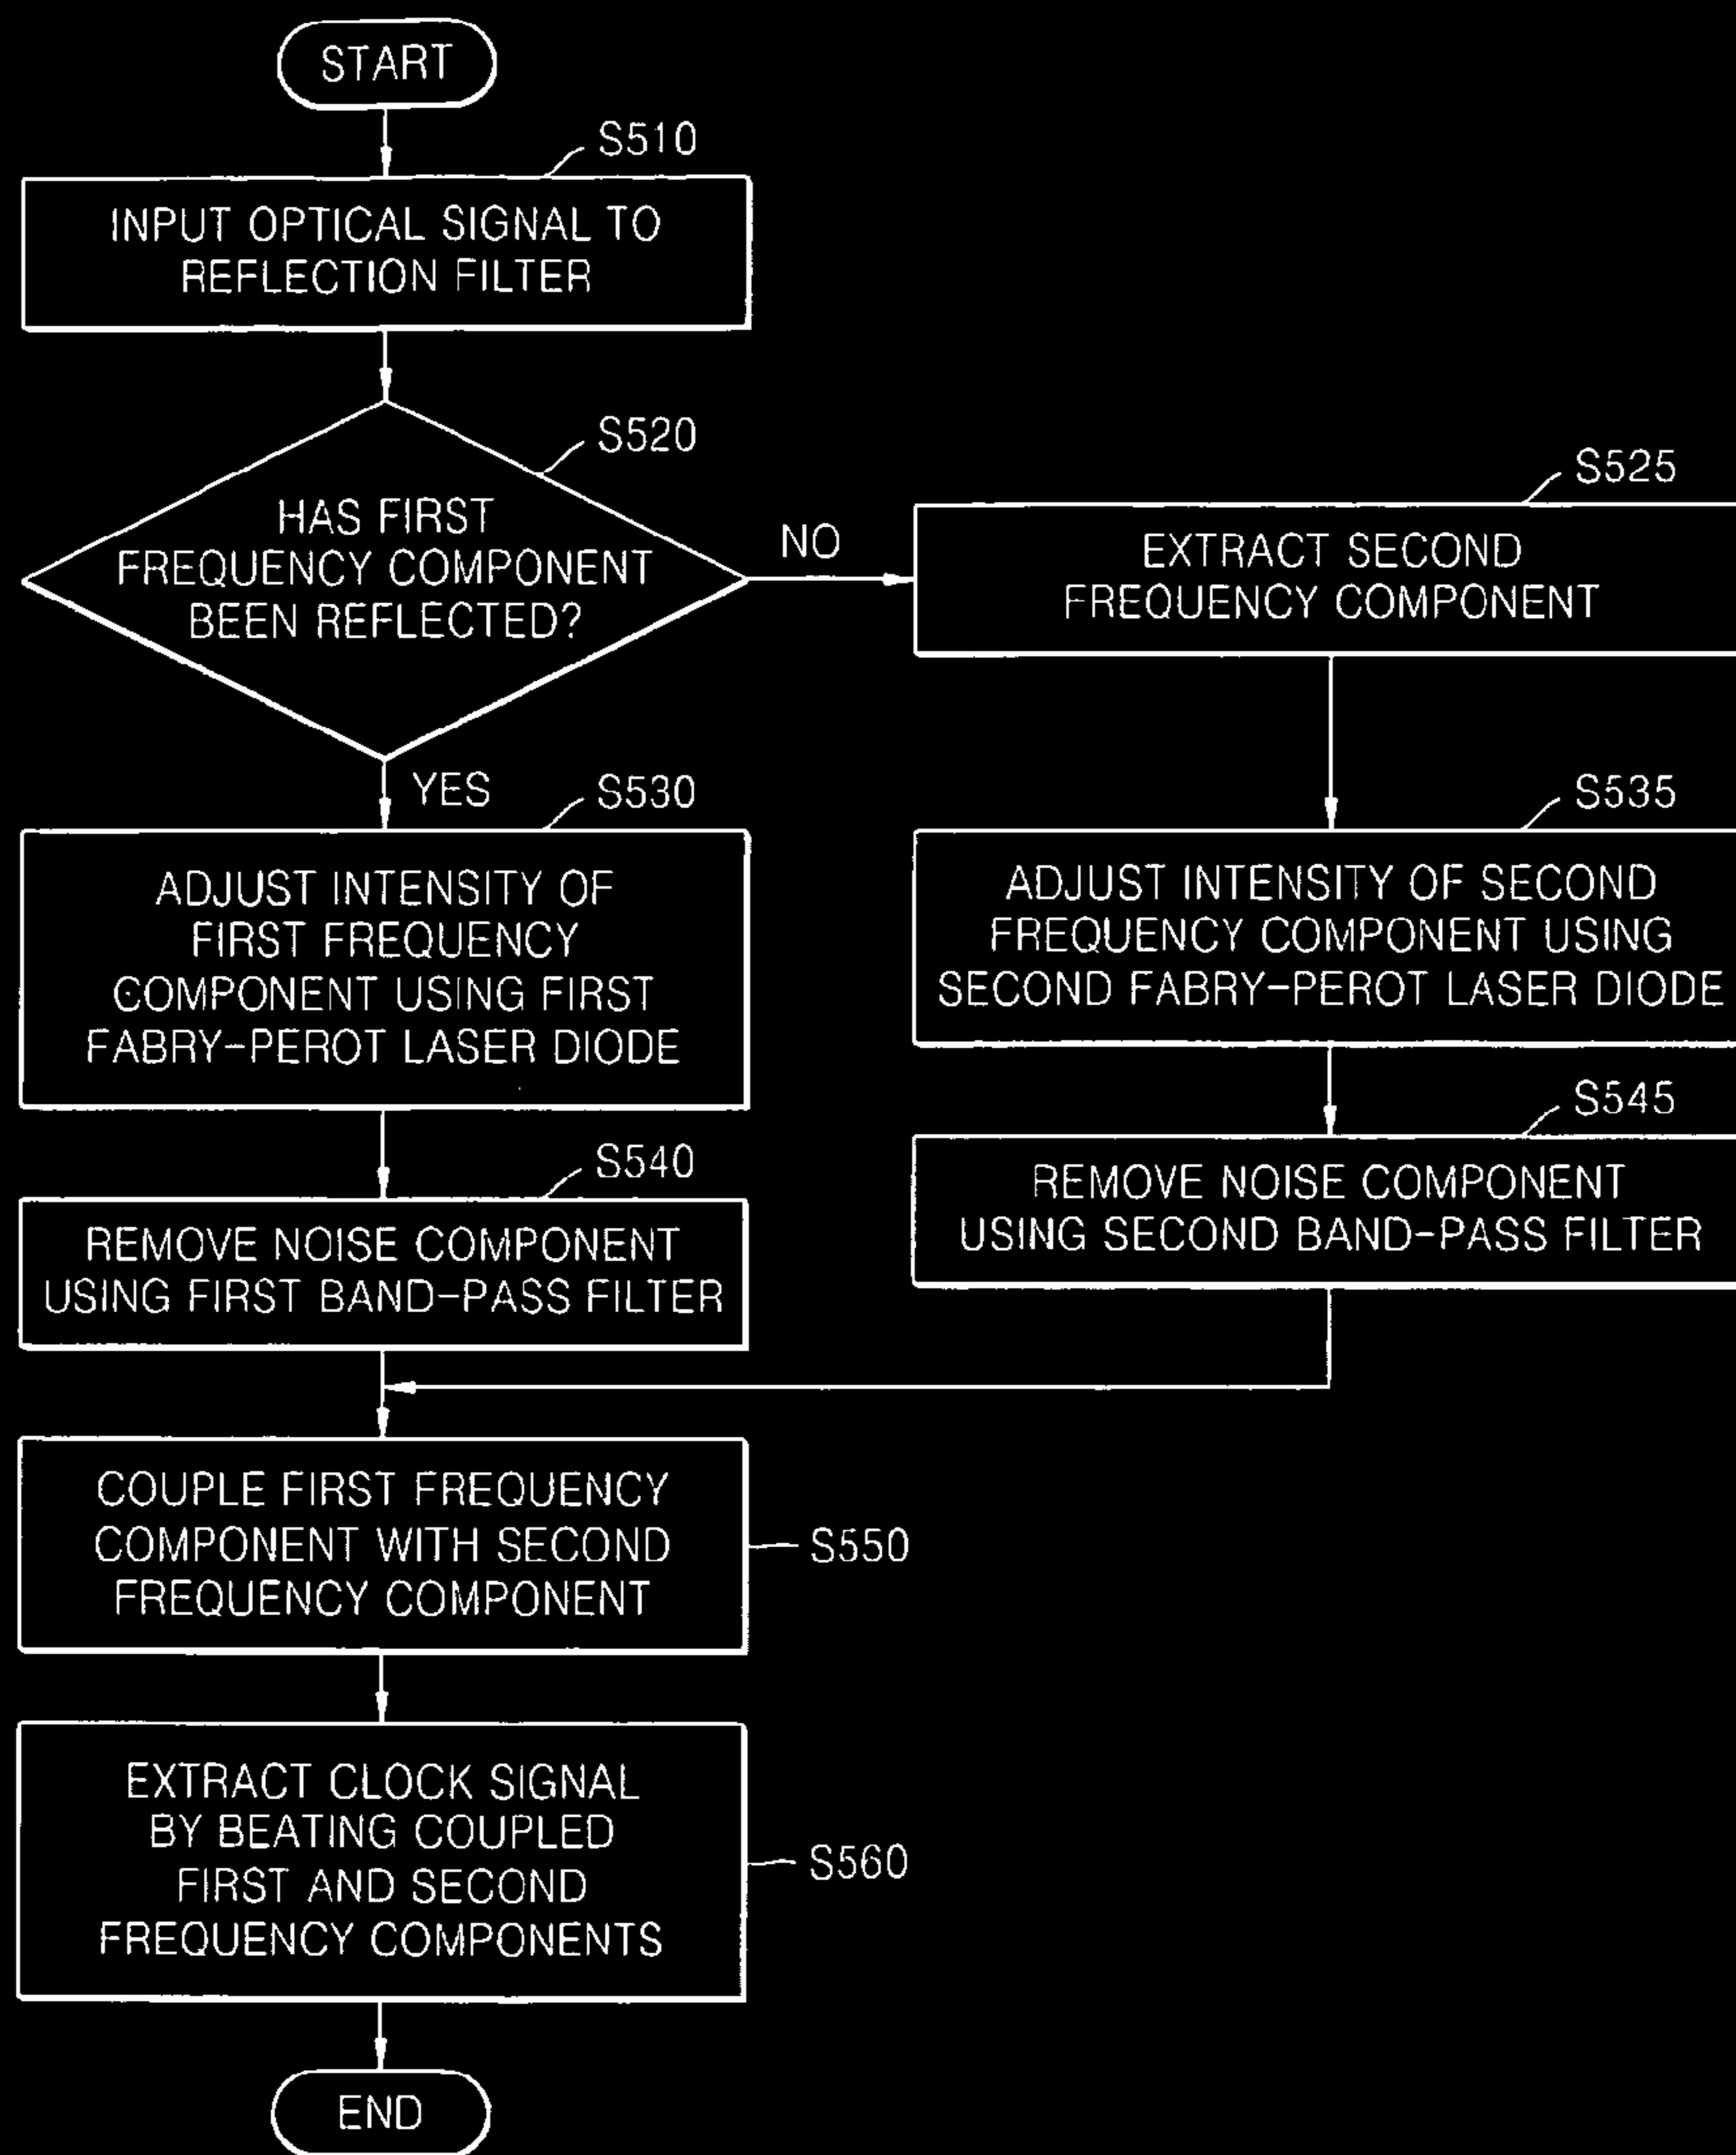 START
S510
INPUT OPTICAL SIGNAL TO
REFLECTION FILTER
S520
HAS FIRST
FREQUENCY COMPONENT
BEEN REFLECTED?
NO
S525
EXTRACT SECOND
FREQUENCY COMPONENT
YES
S530
ADJUST INTENSITY OF
FIRST FREQUENCY
COMPONENT USING FIRST
FABRY-PEROT LASER DIODE
S535
ADJUST INTENSITY OF SECOND
FREQUENCY COMPONENT USING
SECOND FABRY-PEROT LASER DIODE
S540
REMOVE NOISE COMPONENT
USING FIRST BAND-PASS FILTER
S545
REMOVE NOISE COMPONENT
USING SECOND BAND-PASS FILTER
COUPLE FIRST FREQUENCY
COMPONENT WITH SECOND
FREQUENCY COMPONENT
S550
EXTRACT CLOCK SIGNAL
BY BEATING COUPLED
FIRST AND SECOND
FREQUENCY COMPONENTS
S560
END